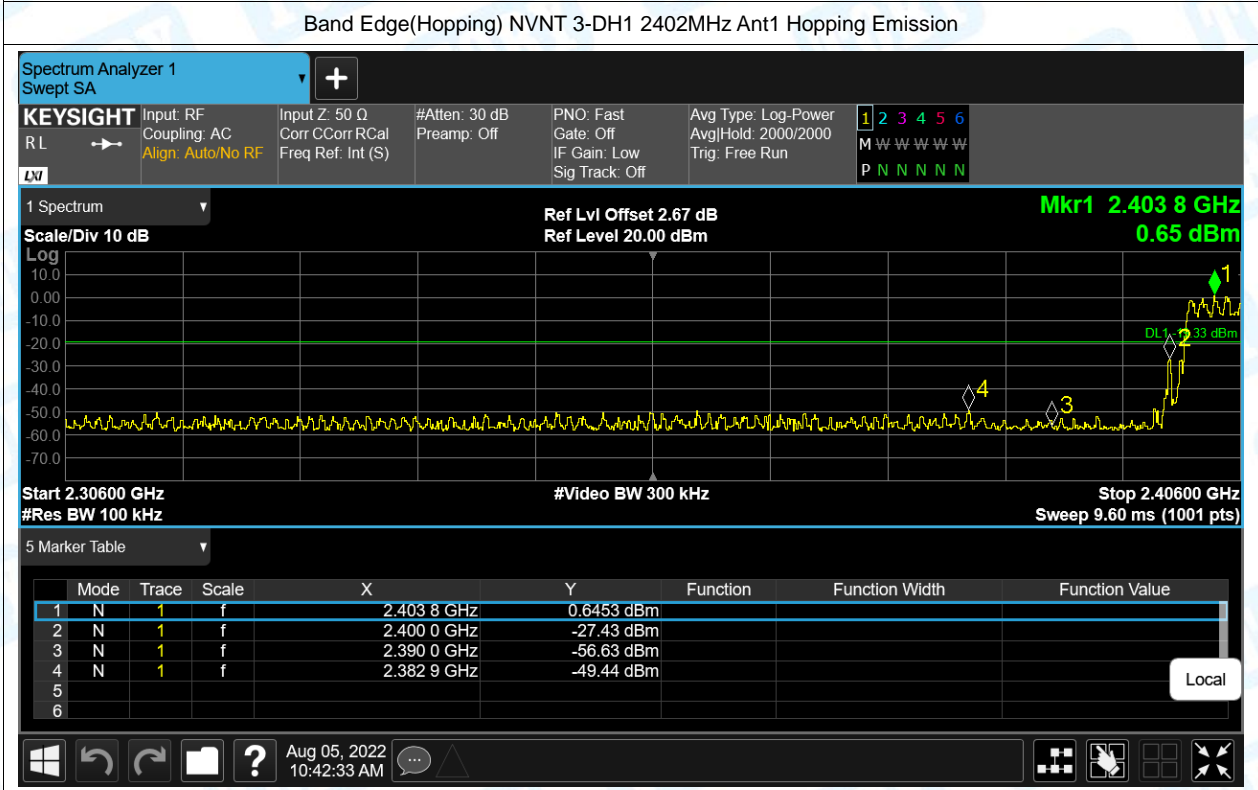 Band Edge(Hopping) NVNT 3-DH1 2402MHz Ant1 Hopping Emission
Spectrum Analyzer 1
Swept SA
KEYSIGHT
RL
LXI
Input: RF
Coupling: AC
Align: Auto/No RF
Input Z: 50 Ω
Corr CCorr RCal
Freq Ref: Int (S)
#Atten: 30 dB
Preamp: Off
PNO: Fast
Gate: Off
IF Gain: Low
Sig Track: Off
Avg Type: Log-Power
Avg|Hold: 2000/2000
Trig: Free Run
1 2 3 4 5 6
M W W W W W
P N N N N N
1 Spectrum
Scale/Div 10 dB
Ref Lvl Offset 2.67 dB
Ref Level 20.00 dBm
Mkr1 2.403 8 GHz
0.65 dBm
Log
10.0
0.00
-10.0
-20.0
-30.0
-40.0
-50.0
-60.0
-70.0
1
DL1 33 dBm
2
4
3
Start 2.30600 GHz
#Video BW 300 kHz
Stop 2.40600 GHz
#Res BW 100 kHz
Sweep 9.60 ms (1001 pts)
5 Marker Table
Mode Trace Scale X Y Function Function Width Function Value
1 N 1 f 2.403 8 GHz 0.6453 dBm
2 N 1 f 2.400 0 GHz -27.43 dBm
3 N 1 f 2.390 0 GHz -56.63 dBm
4 N 1 f 2.382 9 GHz -49.44 dBm
5
6
Local
?
Aug 05, 2022
10:42:33 AM